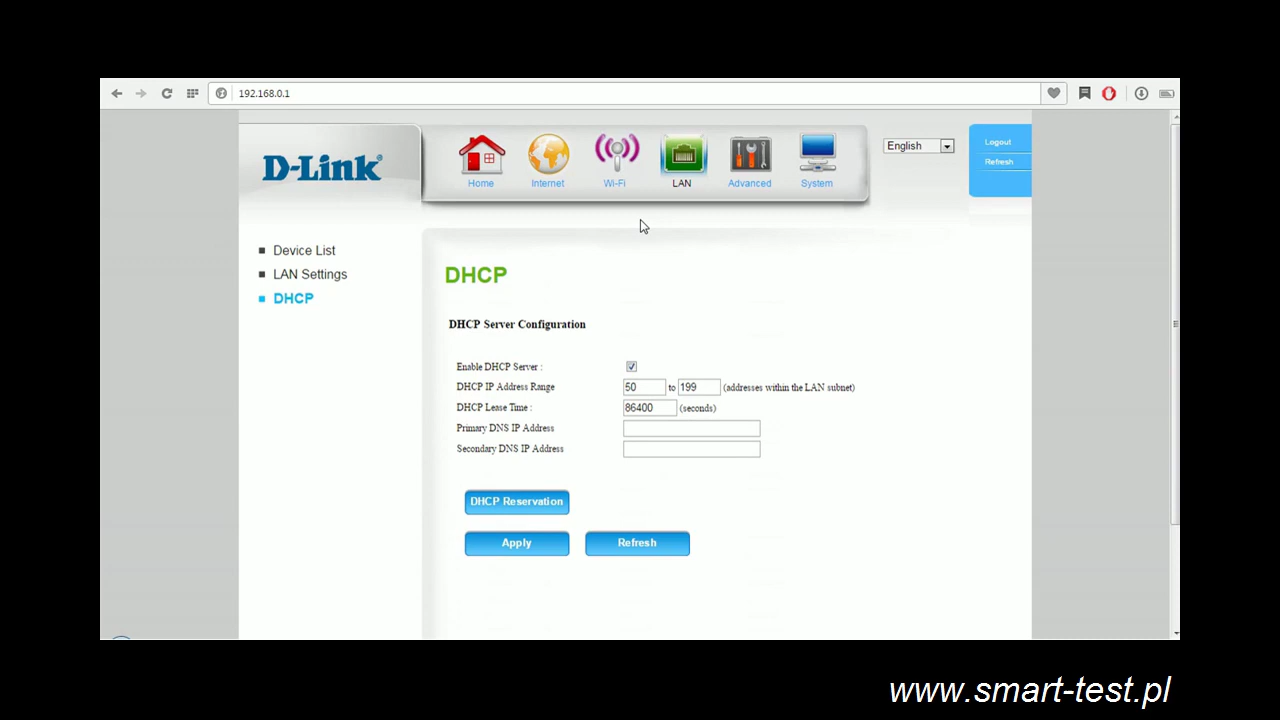 192.168.0.1
D-Link®
Home Internet Wi-Fi LAN Advanced System
English
Logout
Refresh
Device List
LAN Settings
DHCP
DHCP
DHCP Server Configuration
Enable DHCP Server :
DHCP IP Address Range 50 to 199 (addresses within the LAN subnet)
DHCP Lease Time : 86400 (seconds)
Primary DNS IP Address
Secondary DNS IP Address
DHCP Reservation
Apply Refresh
www.smart-test.pl